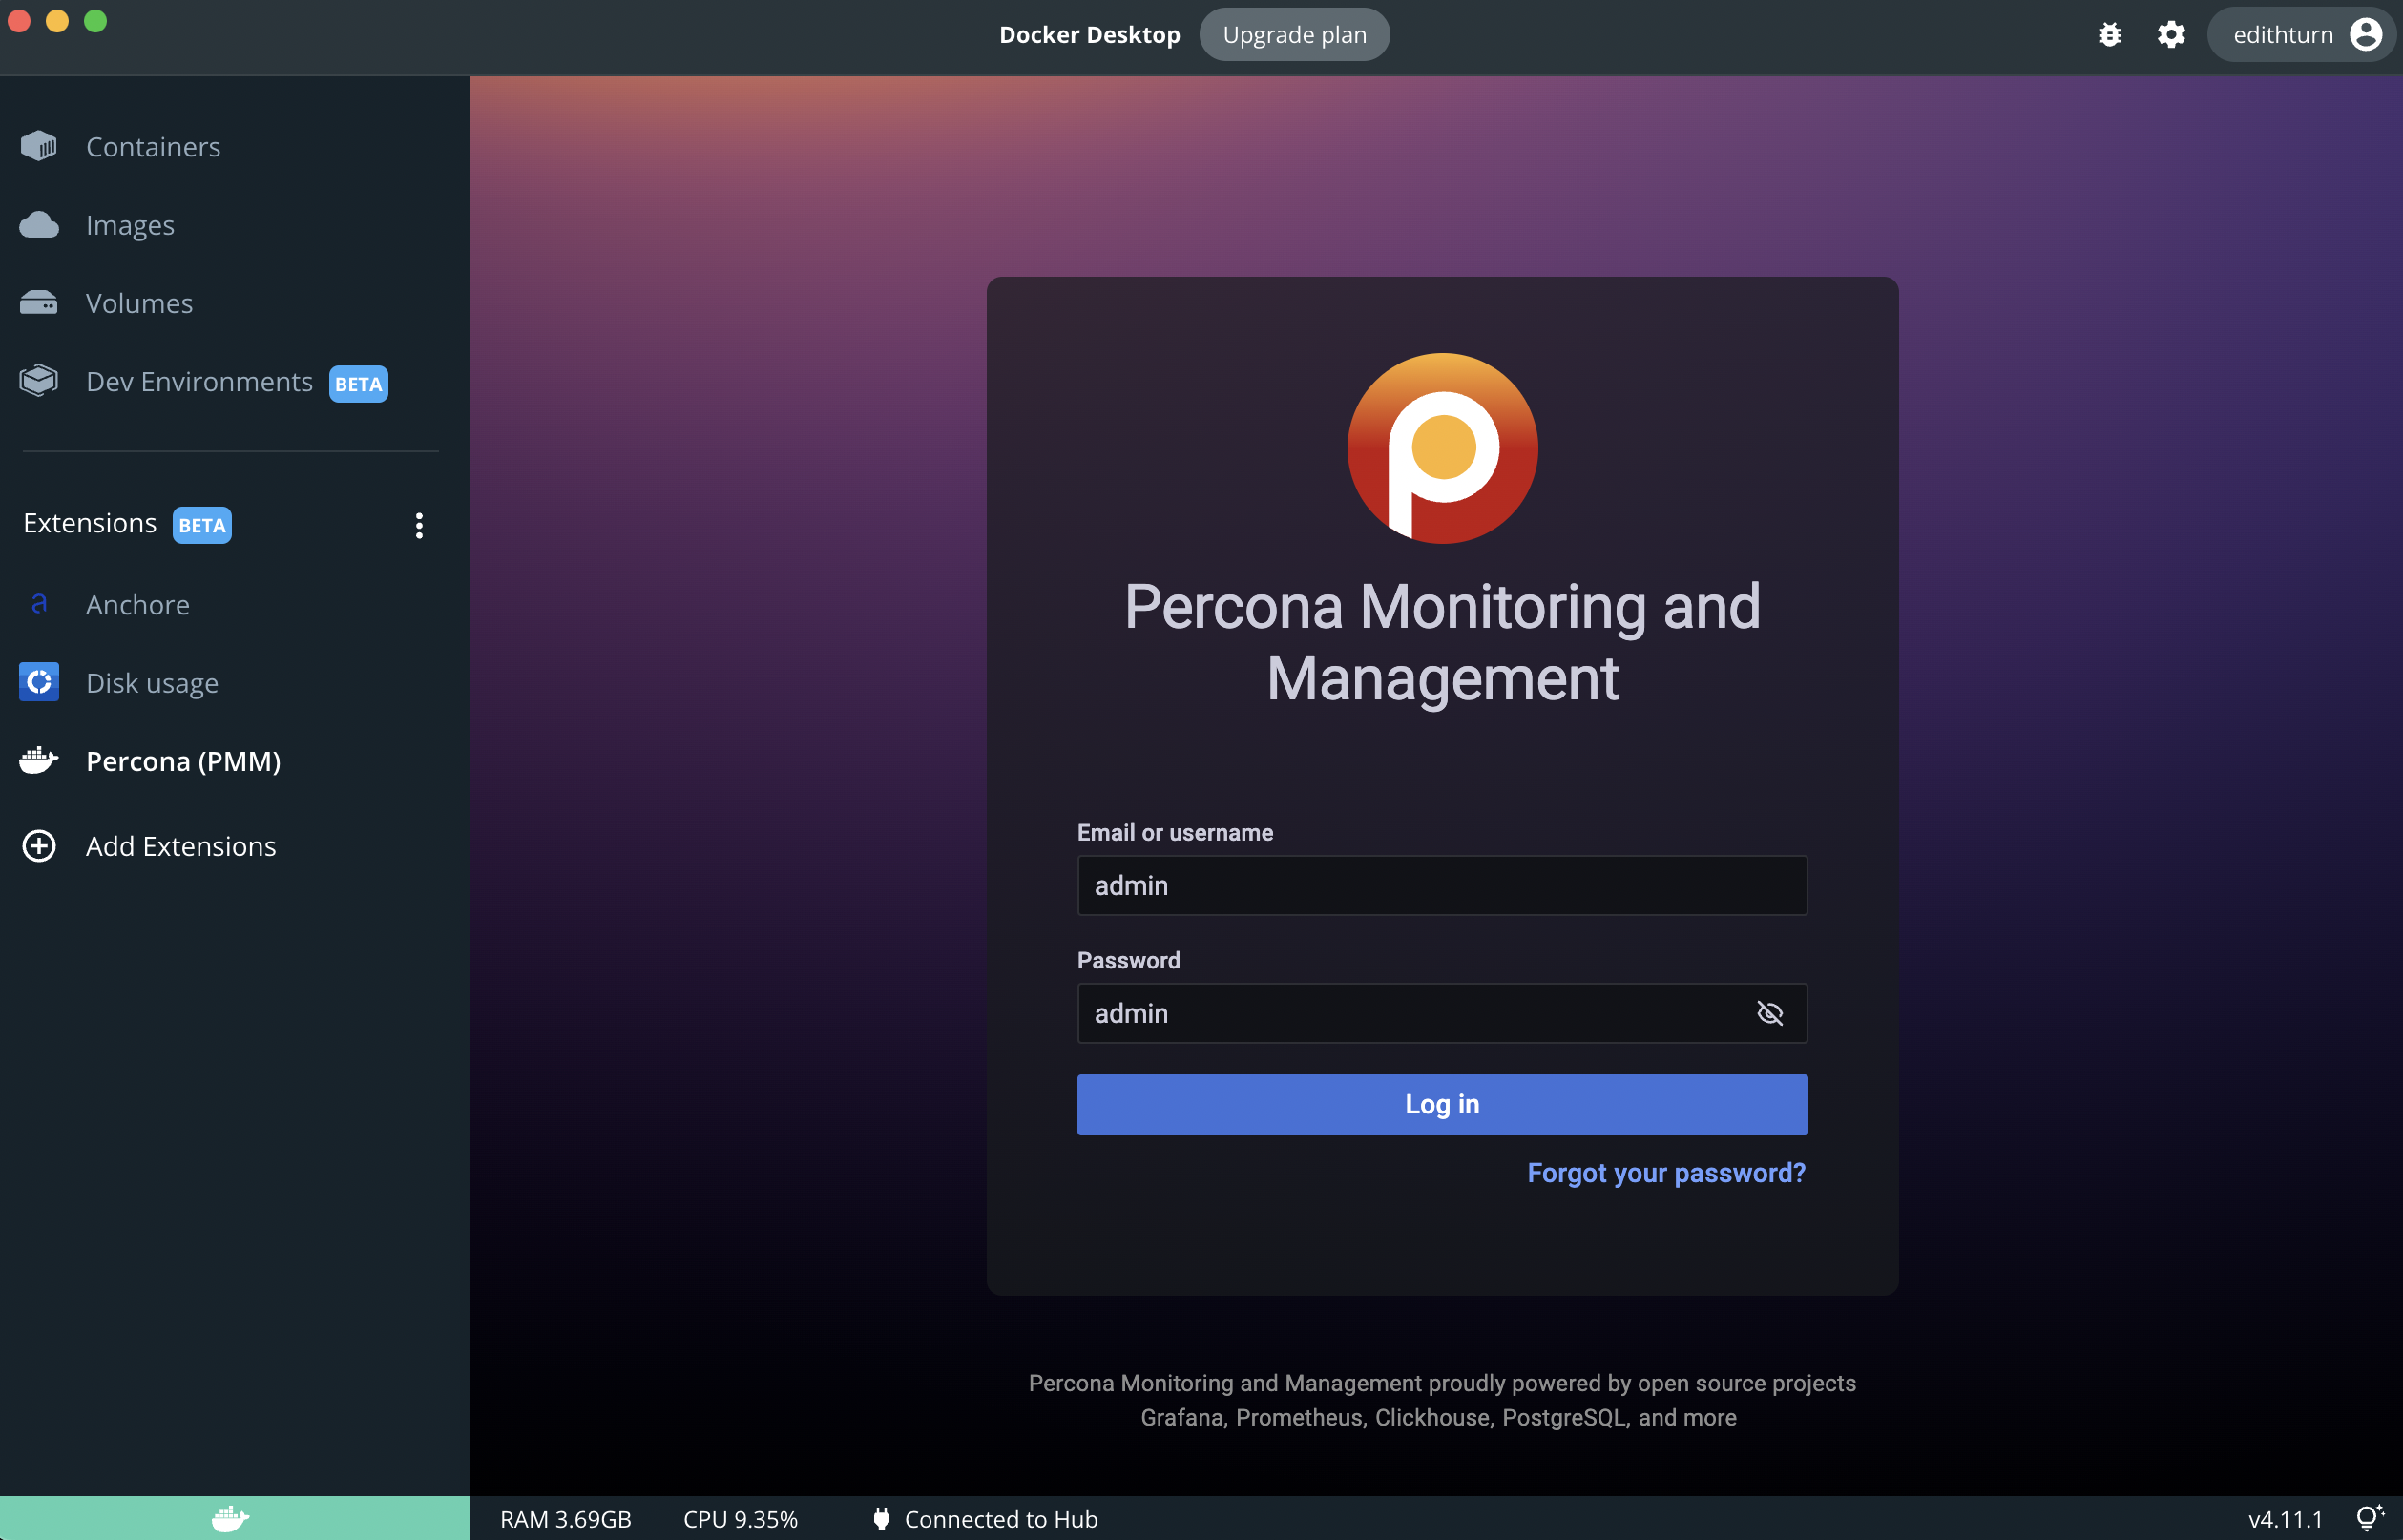 Docker Desktop
Upgrade plan
edithturn
Containers
Images
Volumes
Dev Environments BETA
Extensions BETA
Anchore
Disk usage
Percona (PMM)
Add Extensions
Percona Monitoring and
Management
Email or username
admin
Password
admin
Log in
Forgot your password?
Percona Monitoring and Management proudly powered by open source projects
Grafana, Prometheus, Clickhouse, PostgreSQL, and more
RAM 3.69GB CPU 9.35% Connected to Hub v4.11.1